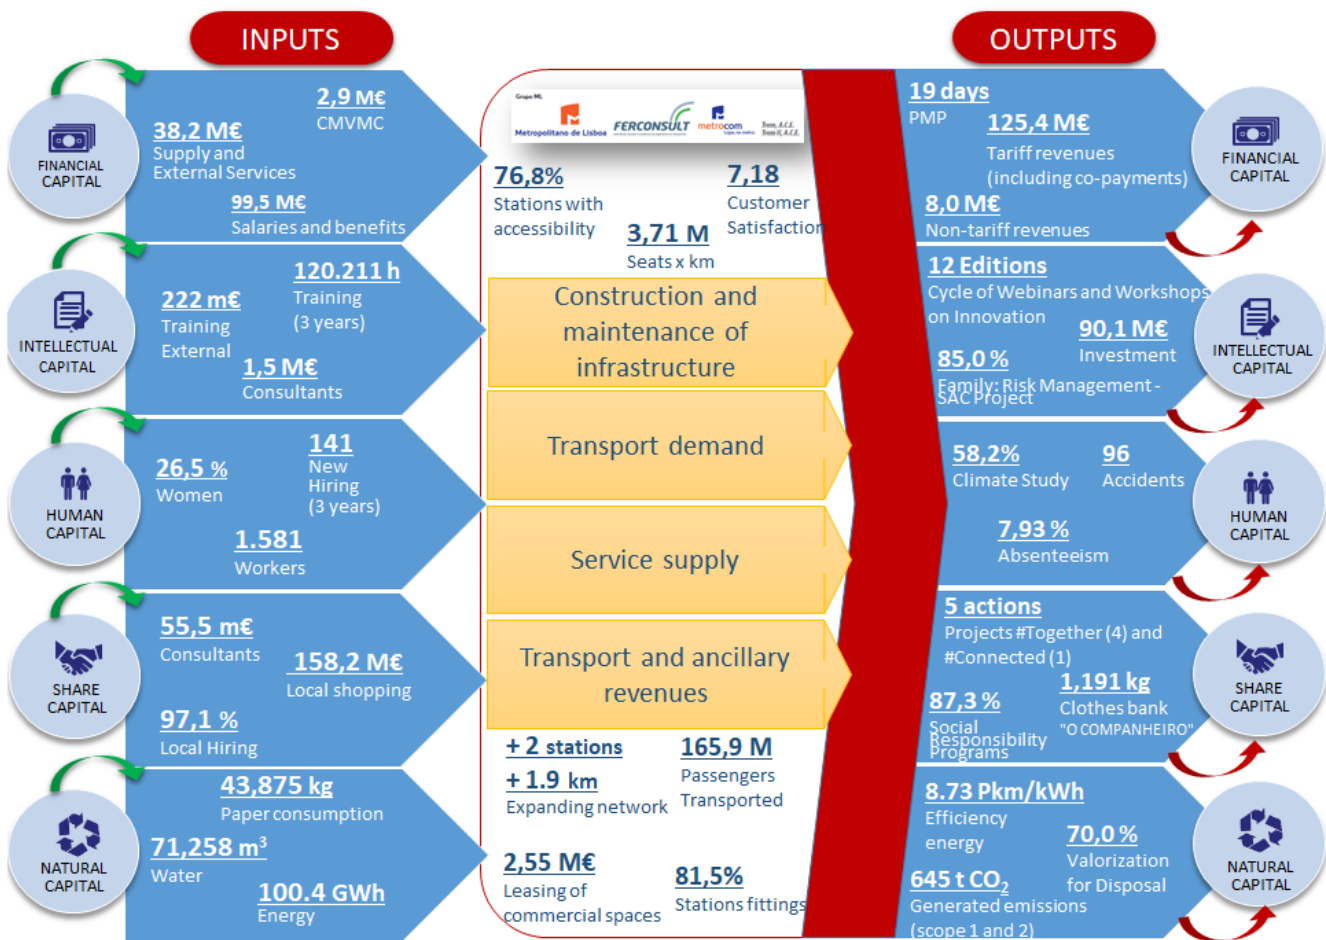 INPUTS
OUTPUTS
FINANCIAL
CAPITAL
2,9 M€
CMVMC
38,2 M€
Supply and
External Services
99,5 M€
Salaries and benefits
INTELLECTUAL
CAPITAL
120.211 h
Training
(3 years)
222 m€
Training
External
1,5 M€
Consultants
HUMAN
CAPITAL
141
New
Hiring
(3 years)
26,5 %
Women
1.581
Workers
SHARE
CAPITAL
55,5 m€
Consultants
158,2 M€
Local shopping
97,1 %
Local Hiring
NATURAL
CAPITAL
43,875 kg
Paper consumption
71,258 m³
Water
100.4 GWh
Energy
Grupo ML
Metropolitano de Lisboa
FERCONSULT
metrocom
Trem, A.C.E.
Trem II, A.C.E.
76,8%
Stations with
accessibility
7,18
Customer
Satisfaction
3,71 M
Seats x km
Construction and
maintenance of
infrastructure
Transport demand
Service supply
Transport and ancillary
revenues
+ 2 stations
+ 1.9 km
Expanding network
165,9 M
Passengers
Transported
2,55 M€
Leasing of
commercial spaces
81,5%
Stations fittings
19 days
PMP
125,4 M€
Tariff revenues
(including co-payments)
8,0 M€
Non-tariff revenues
FINANCIAL
CAPITAL
12 Editions
Cycle of Webinars and Workshops
on Innovation
90,1 M€
Investment
85,0 %
Family: Risk Management -
SAC Project
INTELLECTUAL
CAPITAL
58,2%
Climate Study
96
Accidents
7,93 %
Absenteeism
HUMAN
CAPITAL
5 actions
Projects #Together (4) and
#Connected (1)
1,191 kg
Clothes bank
"O COMPANHEIRO"
87,3 %
Social
Responsibility
Programs
SHARE
CAPITAL
8.73 Pkm/kWh
Efficiency
energy
70,0 %
Valorization
for Disposal
645 t CO₂
Generated emissions
(scope 1 and 2)
NATURAL
CAPITAL